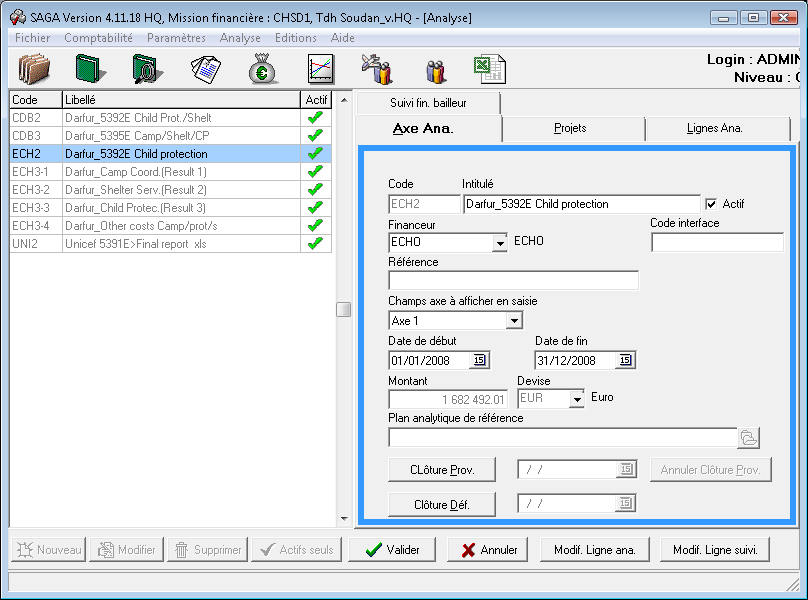 SAGA Version 4.11.18 HQ, Mission financière : CHSD1, Tdh Soudan_v.HQ - [Analyse]
Fichier Comptabilité Paramètres Analyse Editions Aide
Login : ADMIN
Niveau :
Code Libellé Actif
CDB2 Darfur_5392E Child Prot./Shelt
CDB3 Darfur_5395E Camp/Shelt/CP
ECH2 Darfur_5392E Child protection
ECH3-1 Darfur_Camp Coord.(Result 1)
ECH3-2 Darfur_Shelter Serv.(Result 2)
ECH3-3 Darfur_Child Protec.(Result 3)
ECH3-4 Darfur_Other costs Camp/prot/s
UNI2 Unicef 5391E>Final report xls
Suivi fin. bailleur
Axe Ana. Projets Lignes Ana.
Code Intitulé
ECH2 Darfur_5392E Child protection Actif
Financeur Code interface
ECHO ECHO
Référence
Champs axe à afficher en saisie
Axe 1
Date de début Date de fin
01/01/2008 15 31/12/2008 15
Montant Devise
1 682 492.01 EUR Euro
Plan analytique de référence
CLôture Prov. / / 15 Annuler Clôture Prov.
Clôture Déf. / / 15
Nouveau Modifier Supprimer Actifs seuls Valider Annuler Modif. Ligne ana. Modif. Ligne suivi.